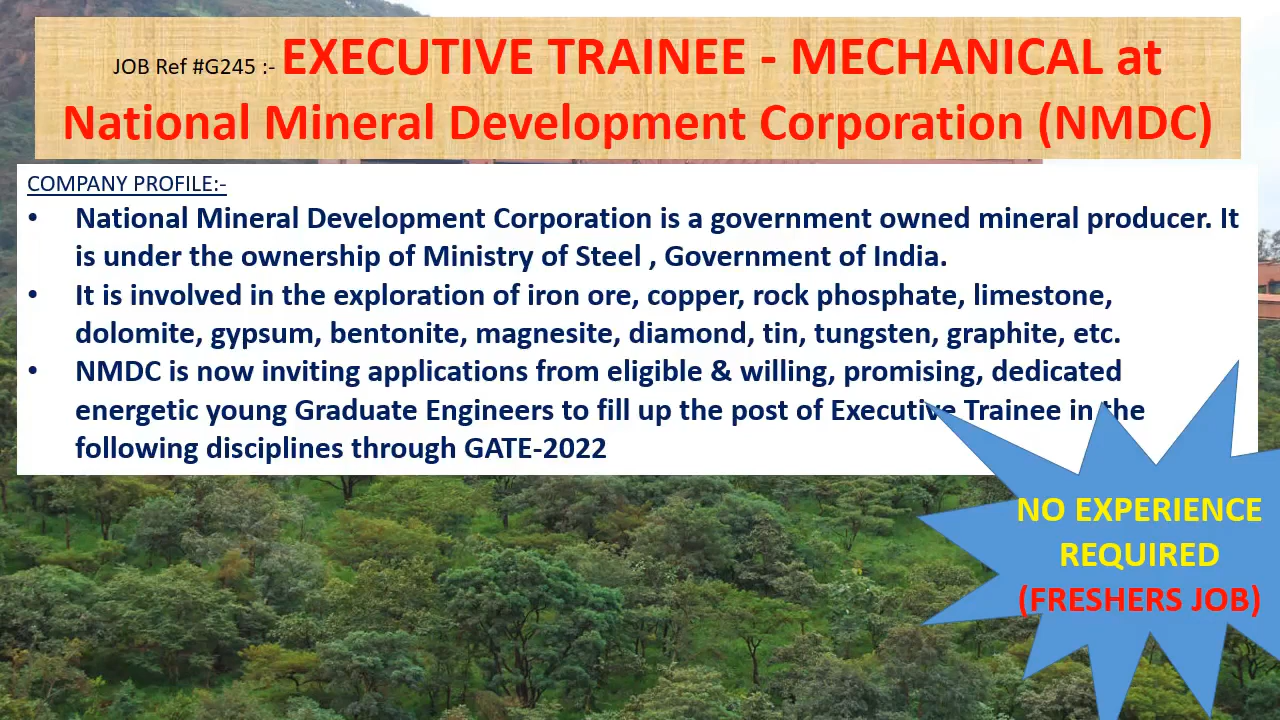 JOB Ref #G245 :- EXECUTIVE TRAINEE - MECHANICAL at
National Mineral Development Corporation (NMDC)
COMPANY PROFILE:-
• National Mineral Development Corporation is a government owned mineral producer. It
is under the ownership of Ministry of Steel , Government of India.
• It is involved in the exploration of iron ore, copper, rock phosphate, limestone,
dolomite, gypsum, bentonite, magnesite, diamond, tin, tungsten, graphite, etc.
• NMDC is now inviting applications from eligible & willing, promising, dedicated
energetic young Graduate Engineers to fill up the post of Executive Trainee in the
following disciplines through GATE-2022
NO EXPERIENCE
REQUIRED
(FRESHERS JOB)